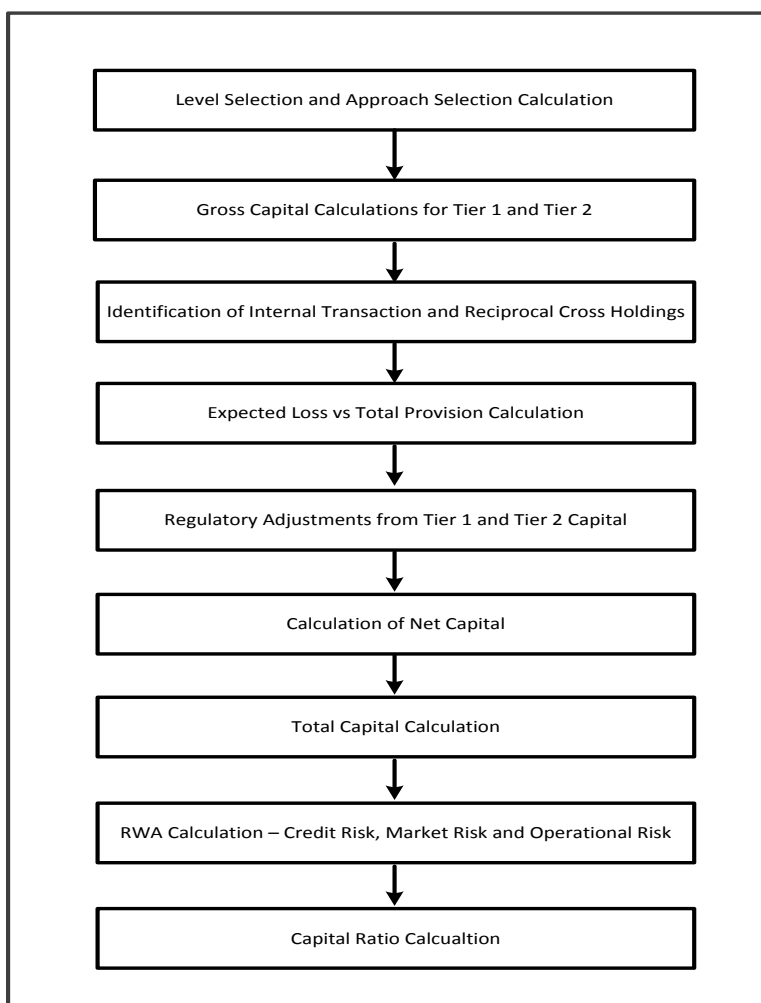 Level Selection and Approach Selection Calculation
Gross Capital Calculations for Tier 1 and Tier 2
Identification of Internal Transaction and Reciprocal Cross Holdings
Expected Loss vs Total Provision Calculation
Regulatory Adjustments from Tier 1 and Tier 2 Capital
Calculation of Net Capital
Total Capital Calculation
RWA Calculation – Credit Risk, Market Risk and Operational Risk
Capital Ratio Calcualtion